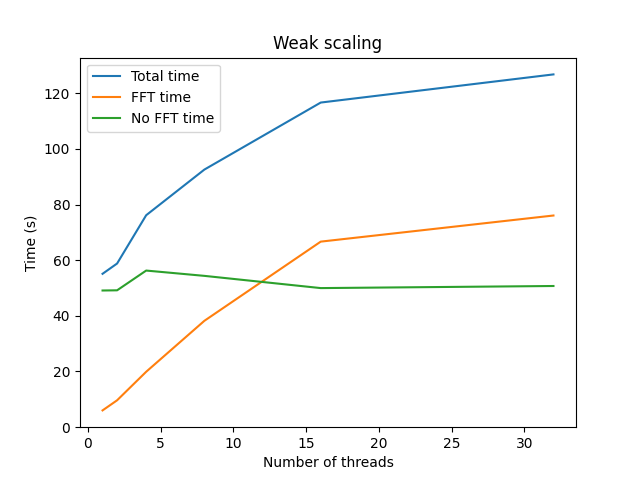 Weak scaling
Total time
FFT time
No FFT time
120
100
80
60
40
20
0
Time (s)
0 5 10 15 20 25 30
Number of threads